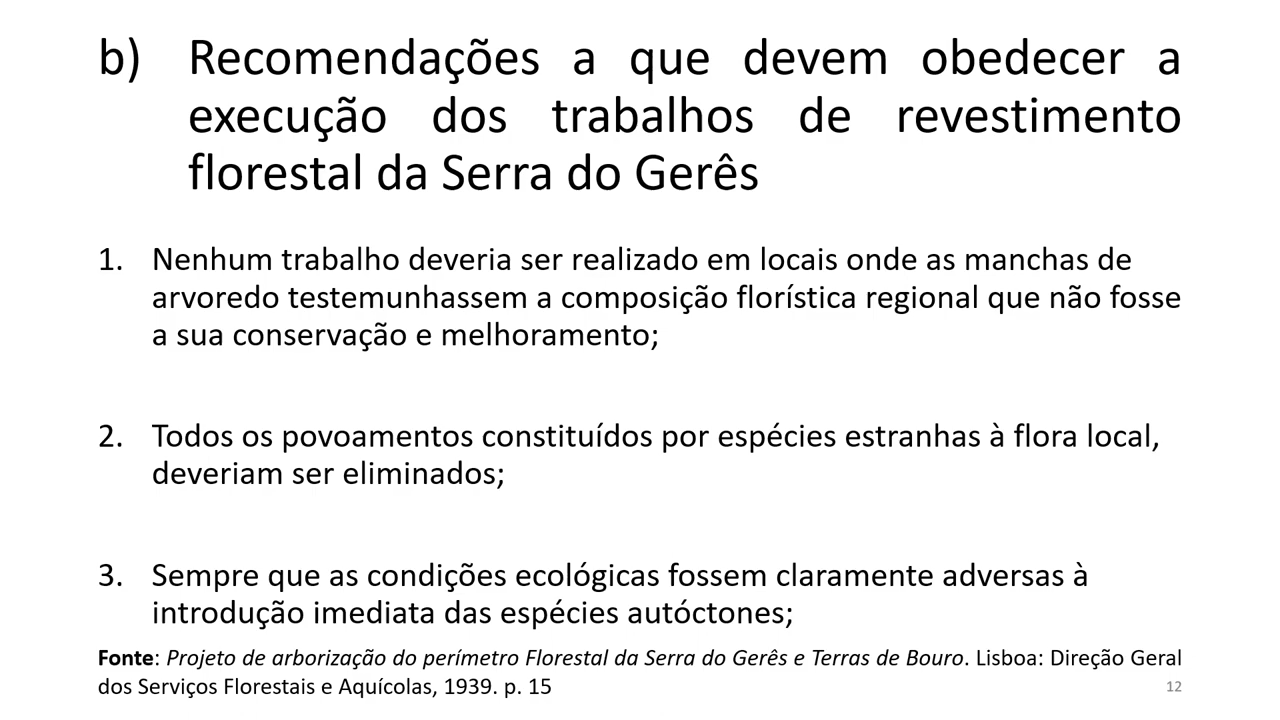 b) Recomendações a que devem obedecer a
execução dos trabalhos de revestimento
florestal da Serra do Gerês
1. Nenhum trabalho deveria ser realizado em locais onde as manchas de
arvoredo testemunhassem a composição florística regional que não fosse
a sua conservação e melhoramento;
2. Todos os povoamentos constituídos por espécies estranhas à flora local,
deveriam ser eliminados;
3. Sempre que as condições ecológicas fossem claramente adversas à
introdução imediata das espécies autóctones;
Fonte: Projeto de arborização do perímetro Florestal da Serra do Gerês e Terras de Bouro. Lisboa: Direção Geral
dos Serviços Florestais e Aquícolas, 1939. p. 15
12